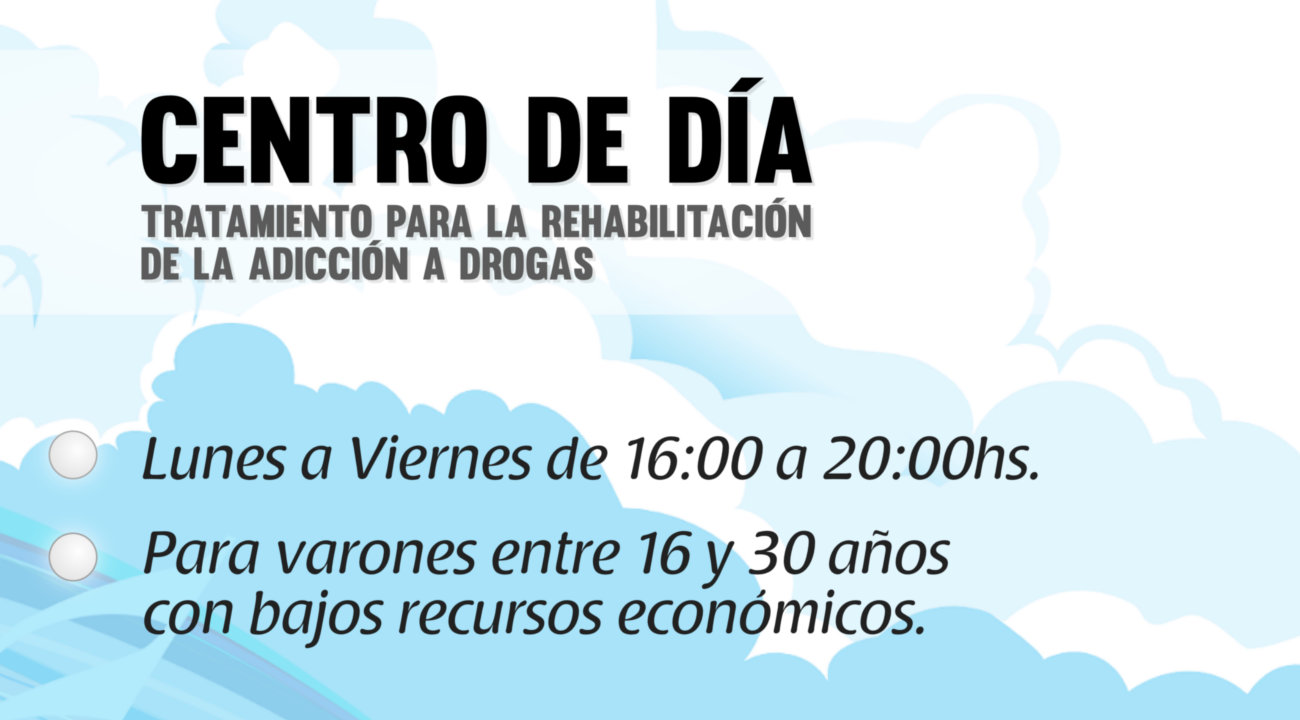 CENTRO DE DÍA
TRATAMIENTO PARA LA REHABILITACIÓN
DE LA ADICCIÓN A DROGAS
Lunes a Viernes de 16:00 a 20:00hs.
Para varones entre 16 y 30 años
con bajos recursos económicos.